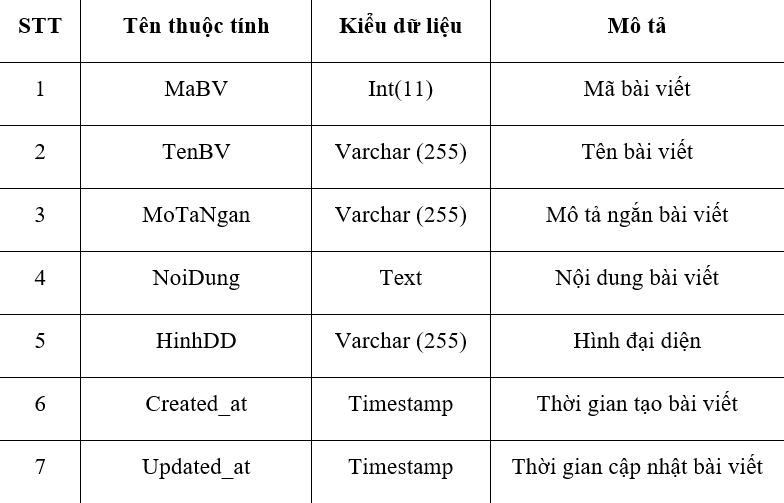 STT Tên thuộc tính Kiểu dữ liệu Mô tả
1 MaBV Int(11) Mã bài viết
2 TenBV Varchar (255) Tên bài viết
3 MoTaNgan Varchar (255) Mô tả ngắn bài viết
4 NoiDung Text Nội dung bài viết
5 HinhDD Varchar (255) Hình đại diện
6 Created_at Timestamp Thời gian tạo bài viết
7 Updated_at Timestamp Thời gian cập nhật bài viết